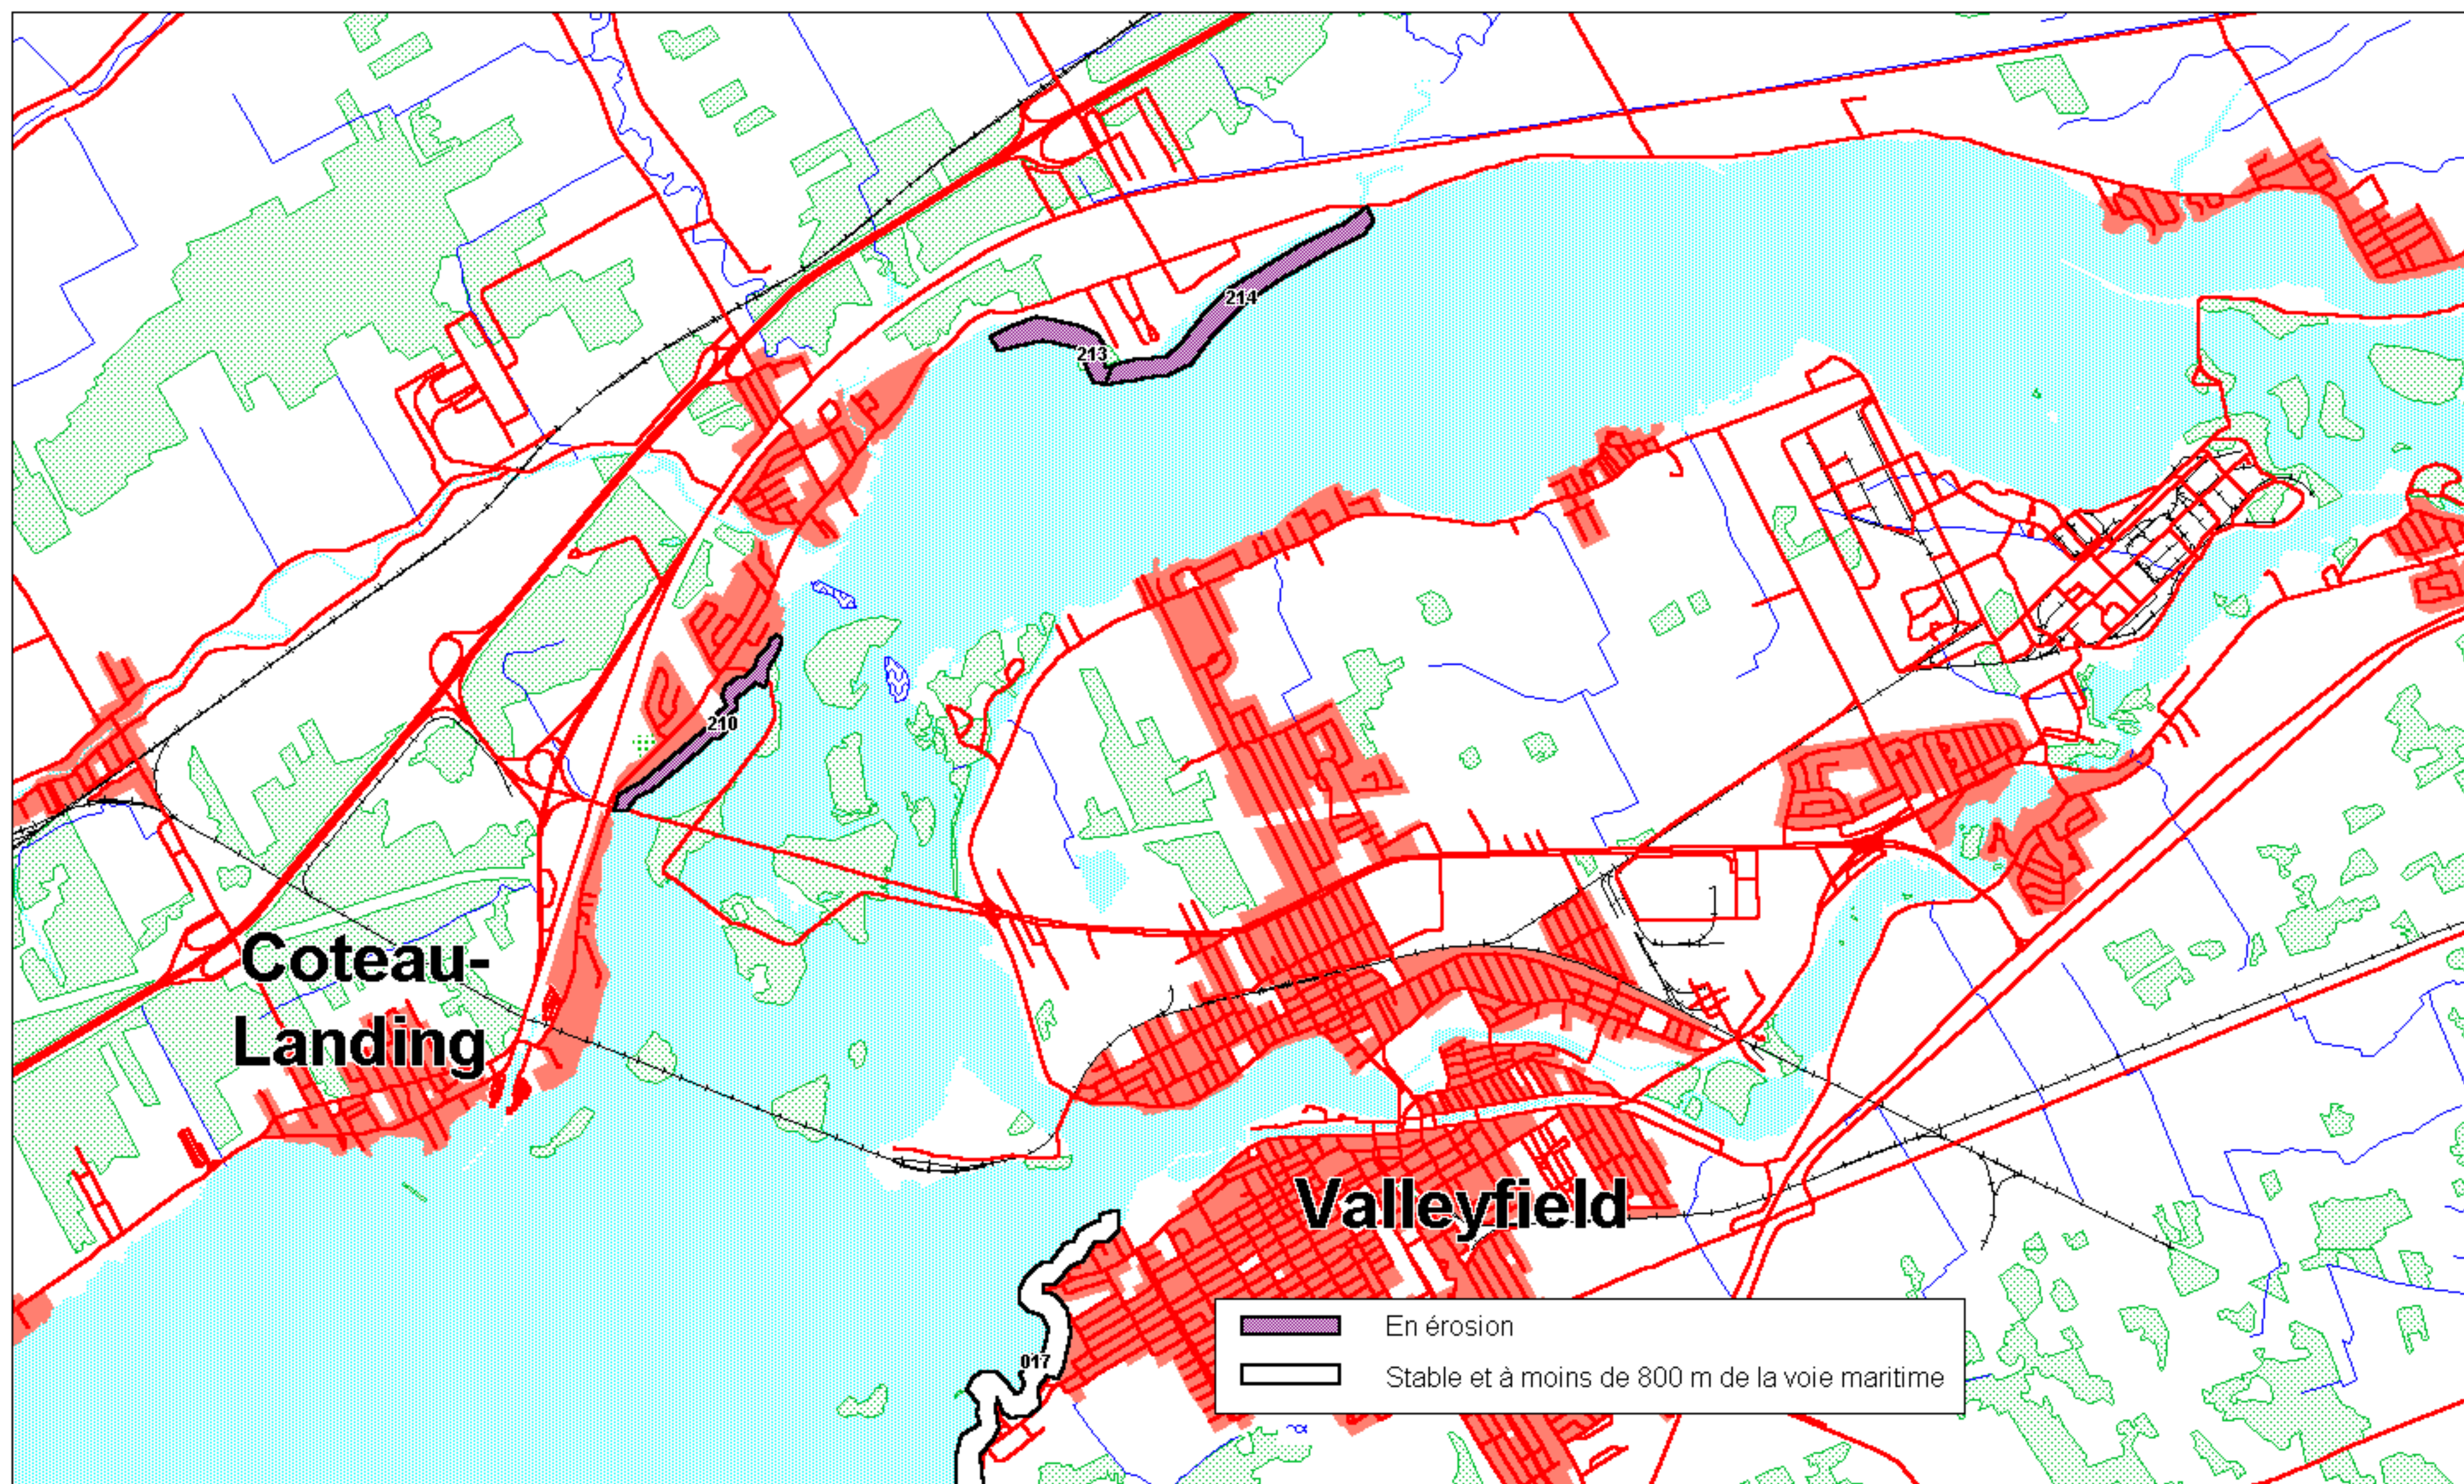 214
213
210
Coteau-
Landing
Valleyfield
017
En érosion
Stable et à moins de 800 m de la voie maritime